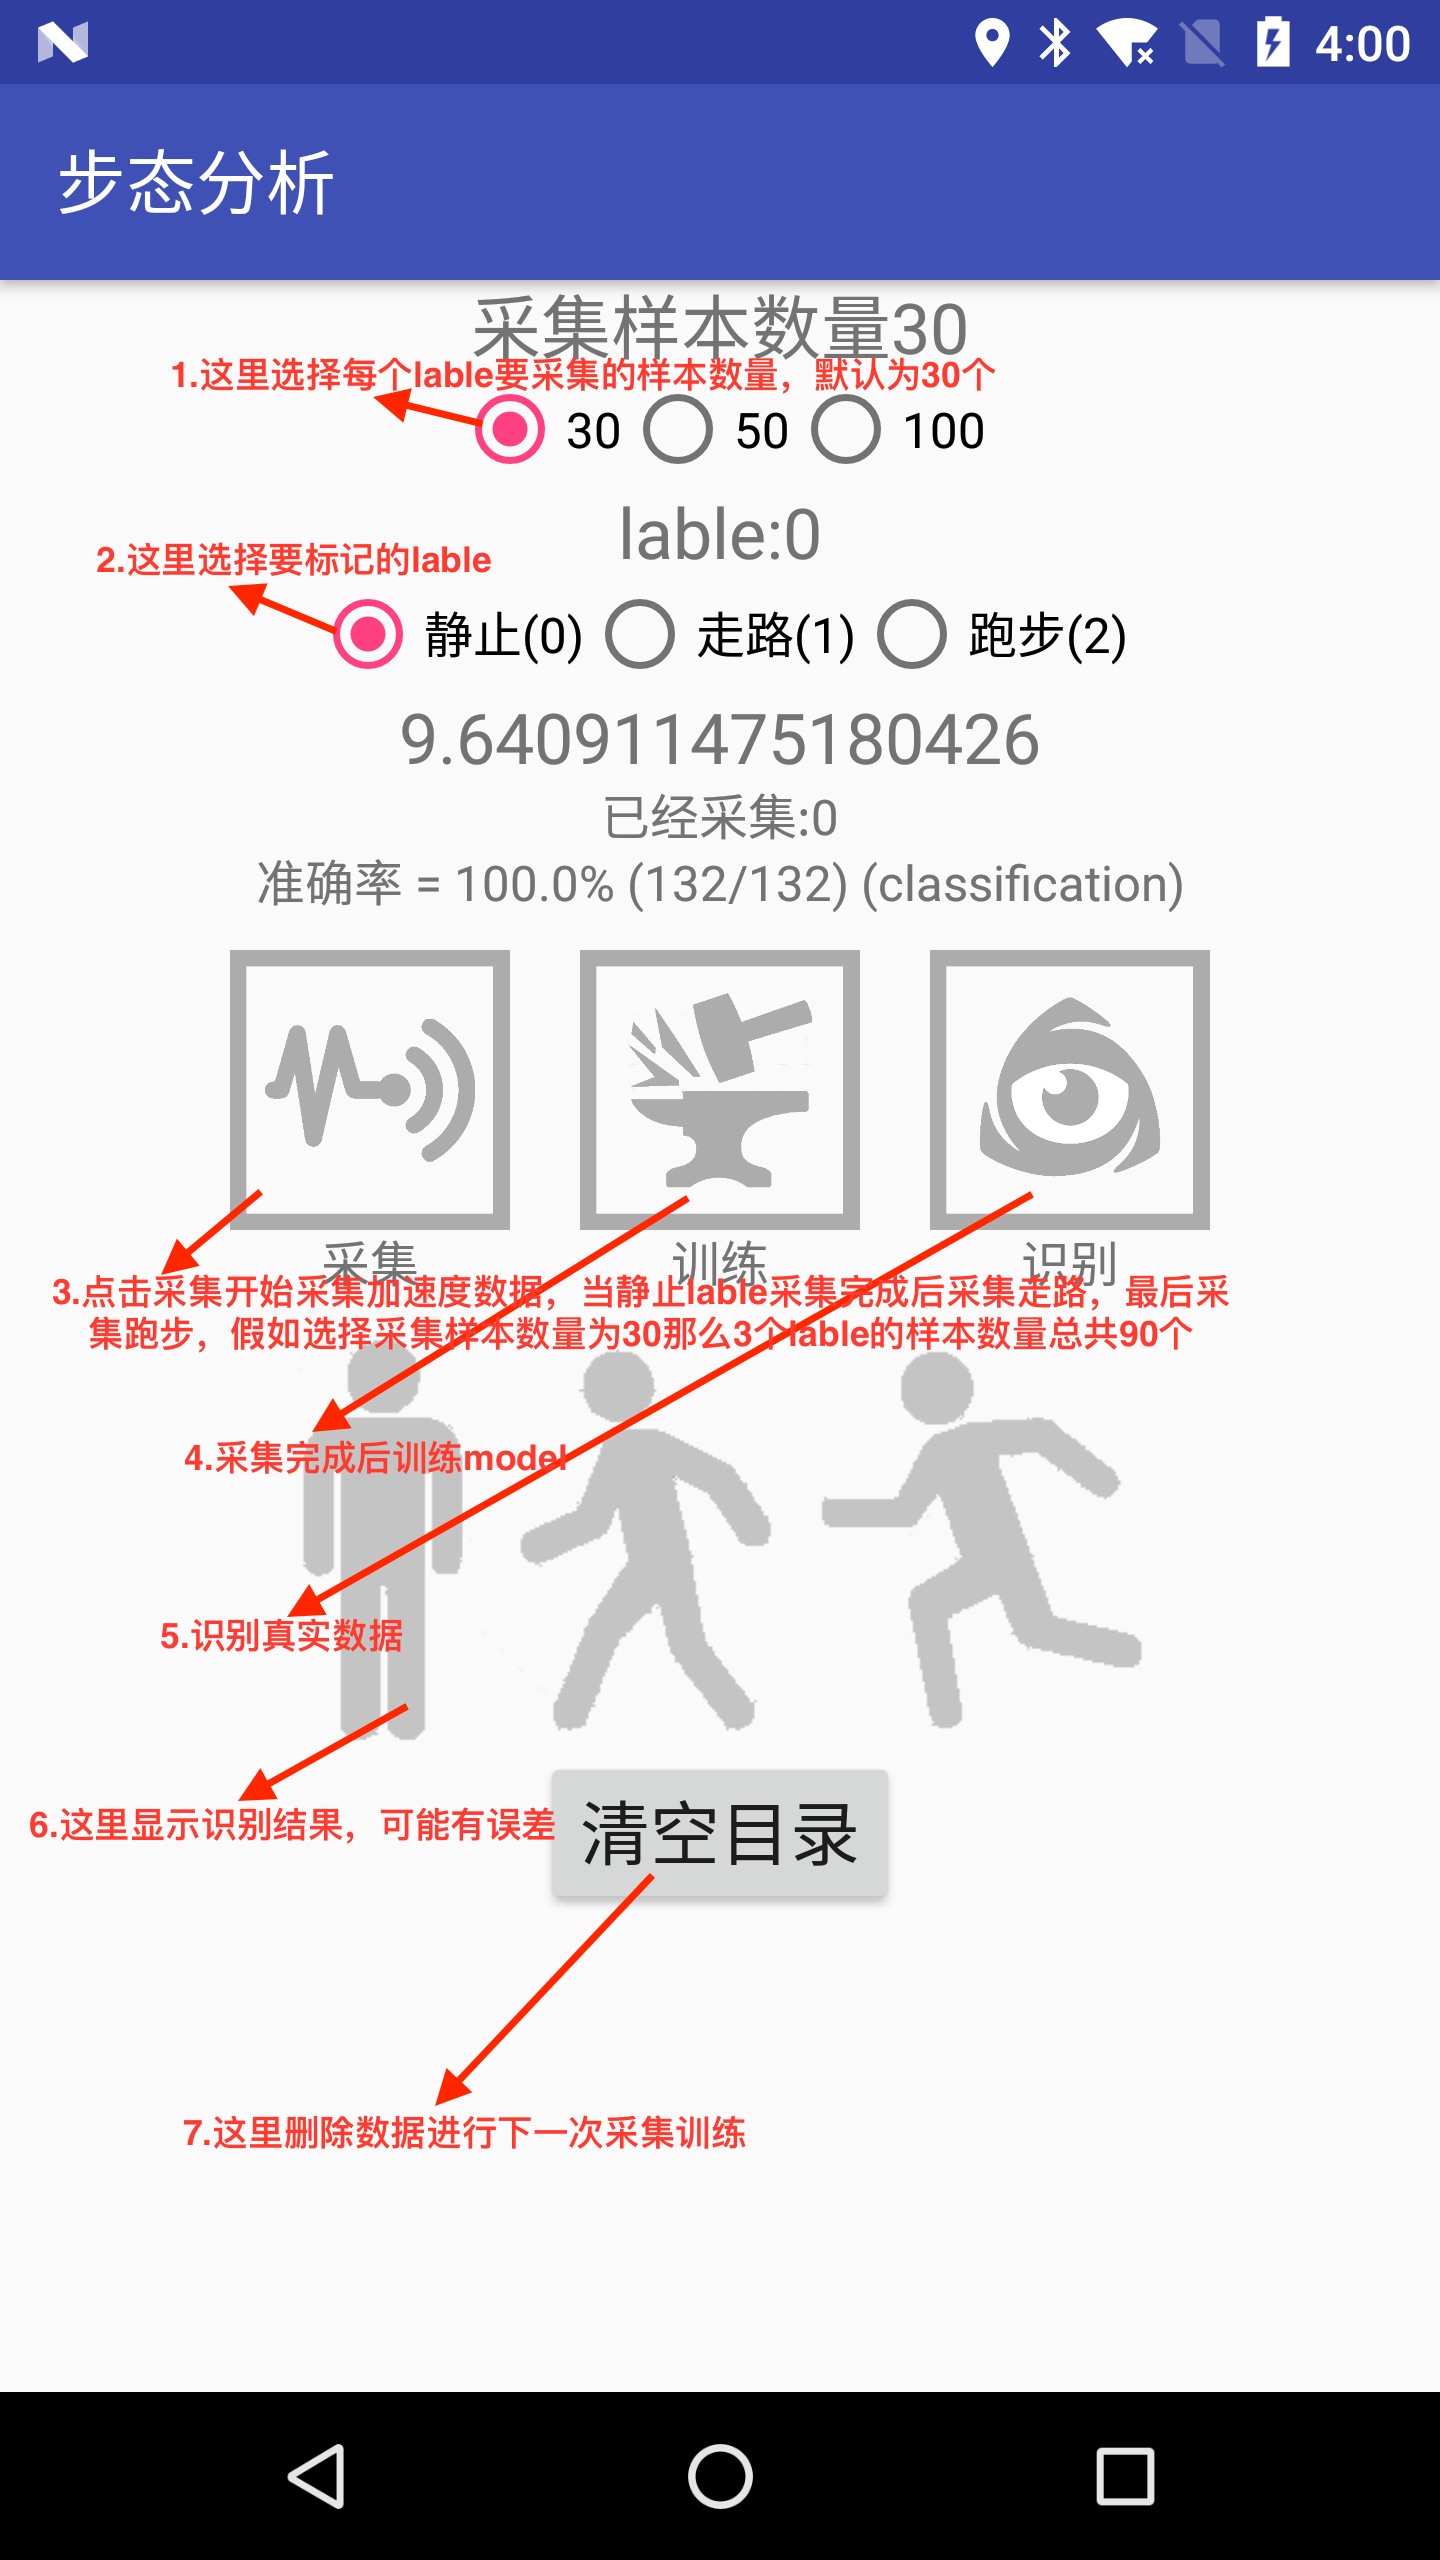 4:00
步态分析
采集样本数量30
1.这里选择每个lable要采集的样本数量，默认为30个
30 50 100
lable:0
2.这里选择要标记的lable
静止(0) 走路(1) 跑步(2)
9.640911475180426
已经采集:0
准确率 = 100.0% (132/132) (classification)
采集 训练 识别
3.点击采集开始采集加速度数据，当静止lable采集完成后采集走路，最后采
集跑步，假如选择采集样本数量为30那么3个lable的样本数量总共90个
4.采集完成后训练model
5.识别真实数据
6.这里显示识别结果，可能有误差
清空目录
7.这里删除数据进行下一次采集训练